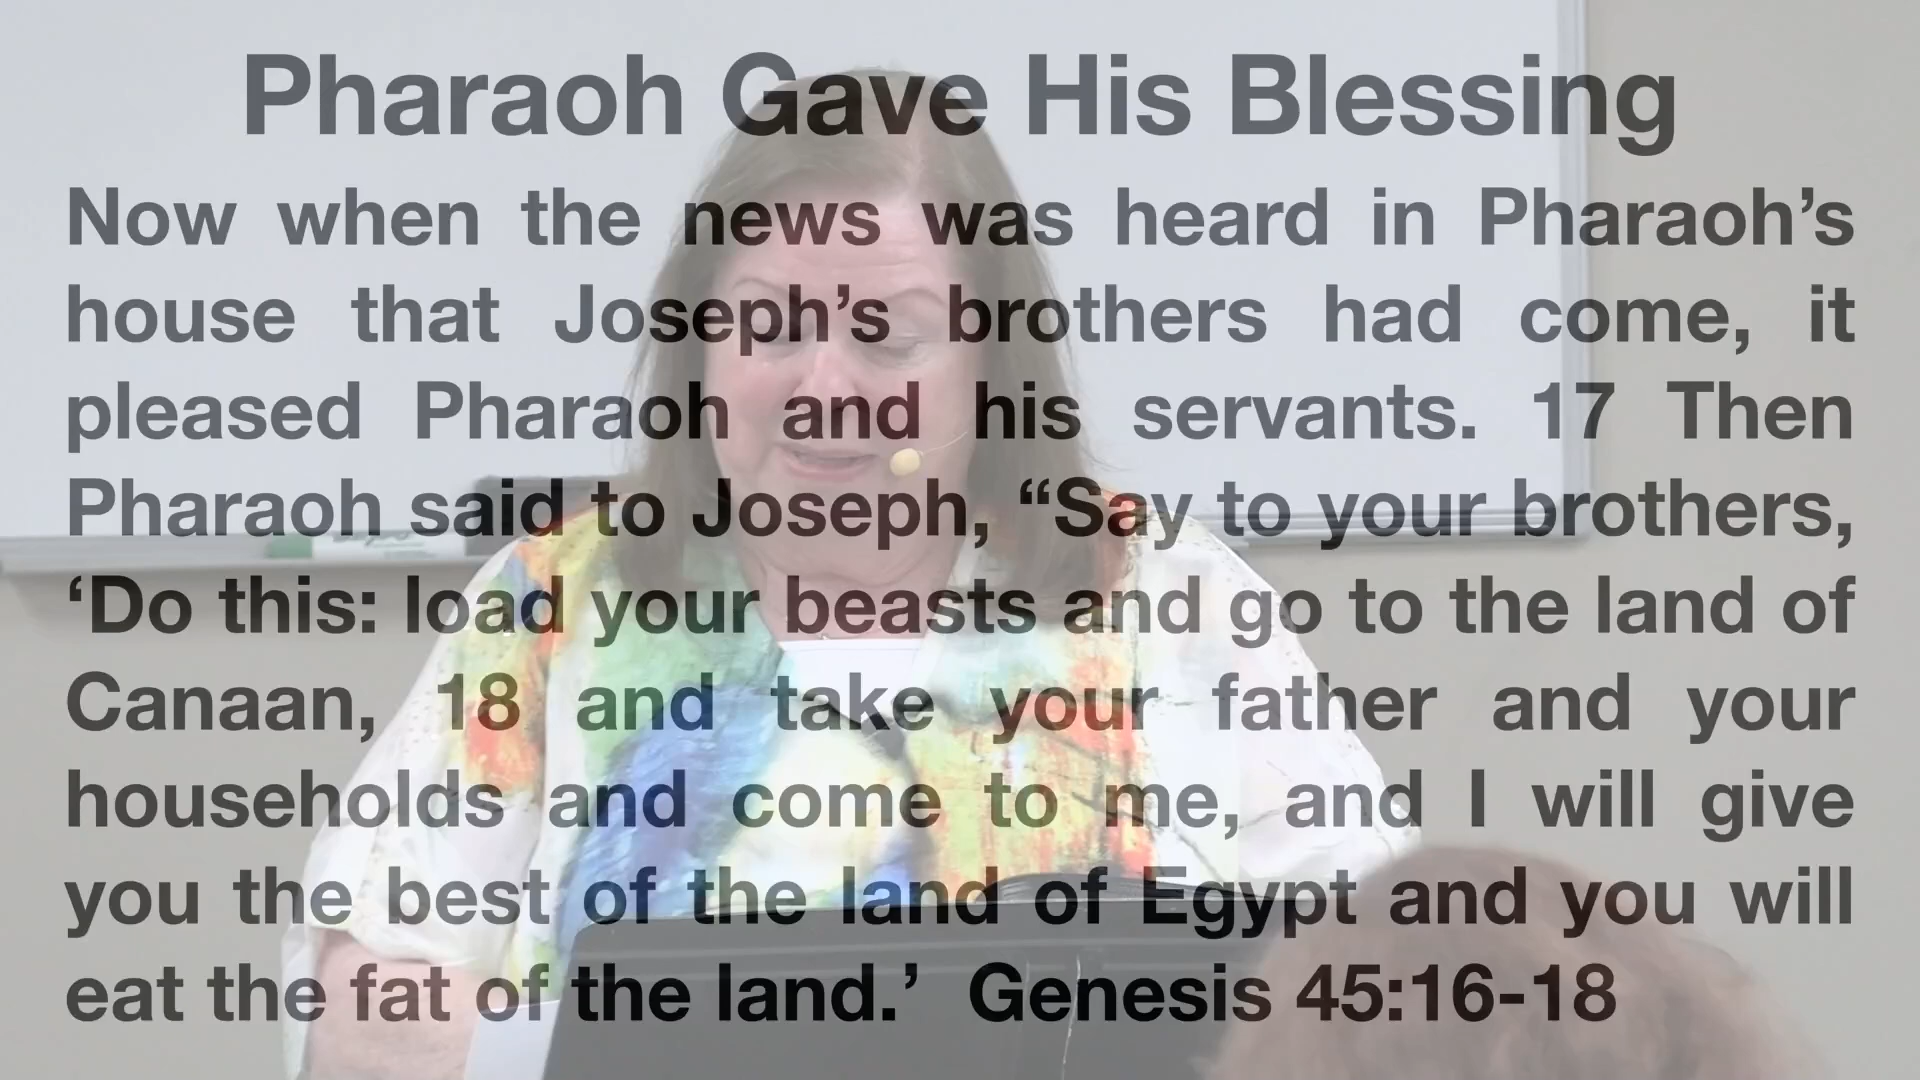 Pharaoh Gave His Blessing
Now when the news was heard in Pharaoh’s
house that Joseph’s brothers had come, it
pleased Pharaoh and his servants. 17 Then
Pharaoh said to Joseph, “Say to your brothers,
‘Do this: load your beasts and go to the land of
Canaan, 18 and take your father and your
households and come to me, and I will give
you the best of the land of Egypt and you will
eat the fat of the land.’ Genesis 45:16-18